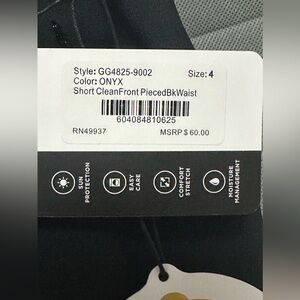 Style: GG4825-9002 Size: 4
Color: ONYX
Short CleanFront PiecedBkWaist
604084810625
RN49937 MSRP $ 60.00
SUN
PROTECTION
EASY
CARE
COMFORT
STRETCH
MOISTURE
MANAGEMENT